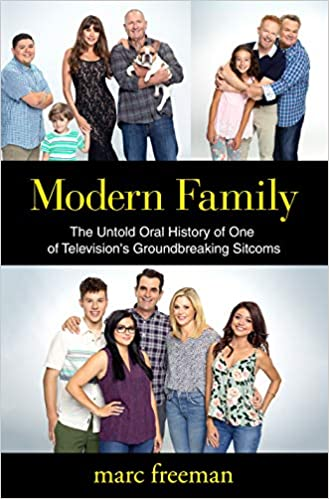 Modern Family
The Untold Oral History of One
of Television's Groundbreaking Sitcoms
marc freeman